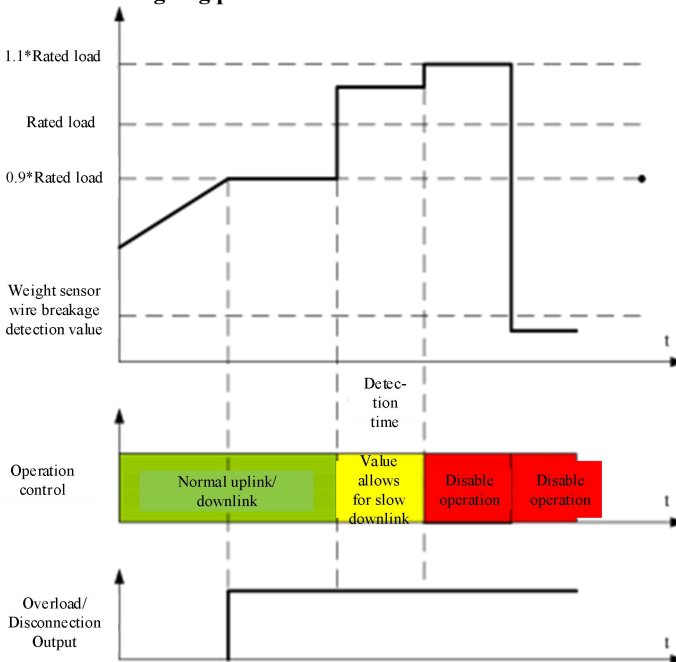 1.1*Rated load
Rated load
0.9*Rated load
Weight sensor
wire breakage
detection value
t
Detec-
tion
time
Operation
control
Normal uplink/
downlink
Value
allows
for slow
downlink
Disable
operation
Disable
operation
t
Overload/
Disconnection
Output
t